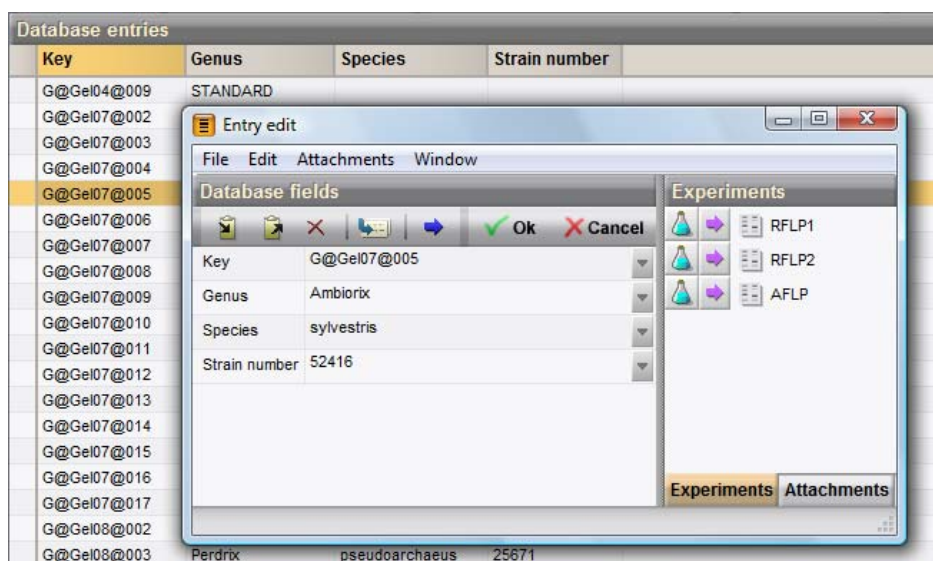 Database entries
Key Genus Species Strain number
G@Gel04@009 STANDARD
G@Gel07@002
G@Gel07@003
G@Gel07@004
G@Gel07@005
G@Gel07@006
G@Gel07@007
G@Gel07@008
G@Gel07@009
G@Gel07@010
G@Gel07@011
G@Gel07@012
G@Gel07@013
G@Gel07@014
G@Gel07@015
G@Gel07@016
G@Gel07@017
G@Gel08@002
G@Gel08@003 Perdrix pseudoarchaeus 25671
Entry edit
File Edit Attachments Window
Database fields
Ok Cancel
Key G@Gel07@005
Genus Ambiorix
Species sylvestris
Strain number 52416
Experiments
RFLP1
RFLP2
AFLP
Experiments Attachments